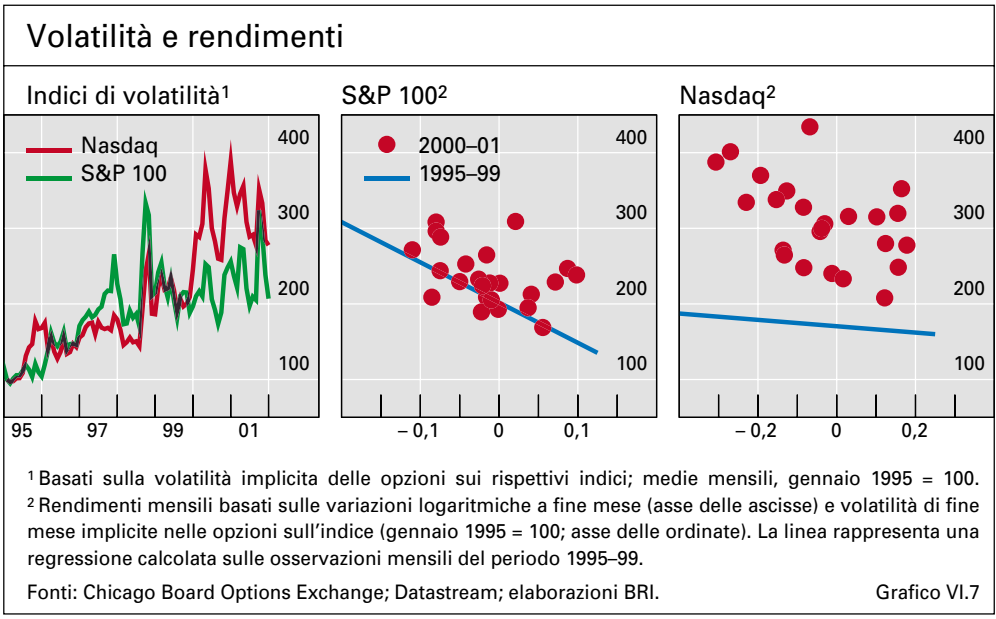 Volatilità e rendimenti
Indici di volatilità¹
Nasdaq
S&P 100
400
300
200
100
95 97 99 01
S&P 100²
2000–01
1995–99
400
300
200
100
– 0,1 0 0,1
Nasdaq²
400
300
200
100
– 0,2 0 0,2
¹ Basati sulla volatilità implicita delle opzioni sui rispettivi indici; medie mensili, gennaio 1995 = 100.
² Rendimenti mensili basati sulle variazioni logaritmiche a fine mese (asse delle ascisse) e volatilità di fine
mese implicite nelle opzioni sull'indice (gennaio 1995 = 100; asse delle ordinate). La linea rappresenta una
regressione calcolata sulle osservazioni mensili del periodo 1995–99.
Fonti: Chicago Board Options Exchange; Datastream; elaborazioni BRI. Grafico VI.7